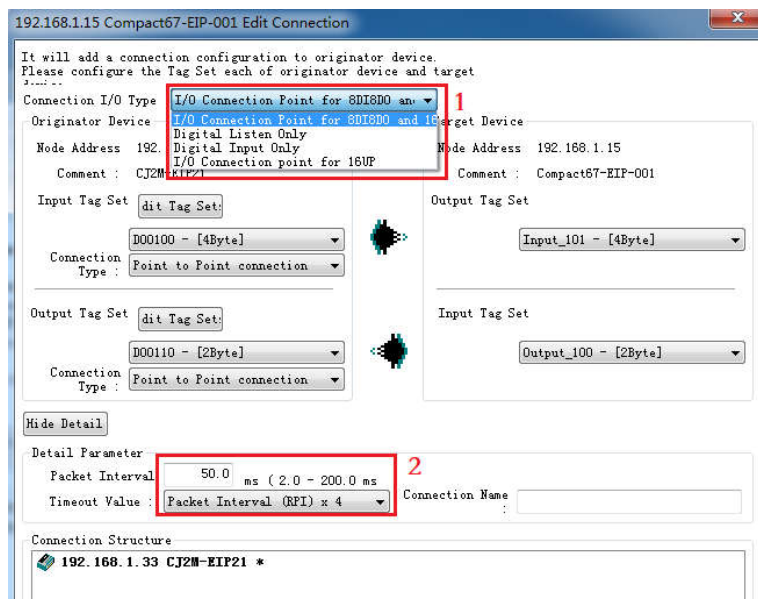 192.168.1.15 Compact67-EIP-001 Edit Connection
It will add a connection configuration to originator device.
Please configure the Tag Set each of originator device and target
Connection I/O Type I/O Connection Point for 8DI8DO an
1
I/O Connection Point for 8DI8DO and 16
Digital Listen Only
Digital Input Only
I/O Connection point for 16UP
Originator Device
Target Device
Node Address 192.
Node Address 192.168.1.15
Comment : CJ2M-EIP21
Comment : Compact67-EIP-001
Input Tag Set dit Tag Set:
Output Tag Set
D00100 - [4Byte]
Input_101 - [4Byte]
Connection Type : Point to Point connection
Output Tag Set dit Tag Set:
Input Tag Set
D00110 - [2Byte]
Output_100 - [2Byte]
Connection Type : Point to Point connection
Hide Detail
Detail Paramet
2
Packet Interval 50.0 ms ( 2.0 - 200.0 ms
Timeout Value : Packet Interval (RPI) x 4
Connection Name :
Connection Structure
192.168.1.33 CJ2M-EIP21 *